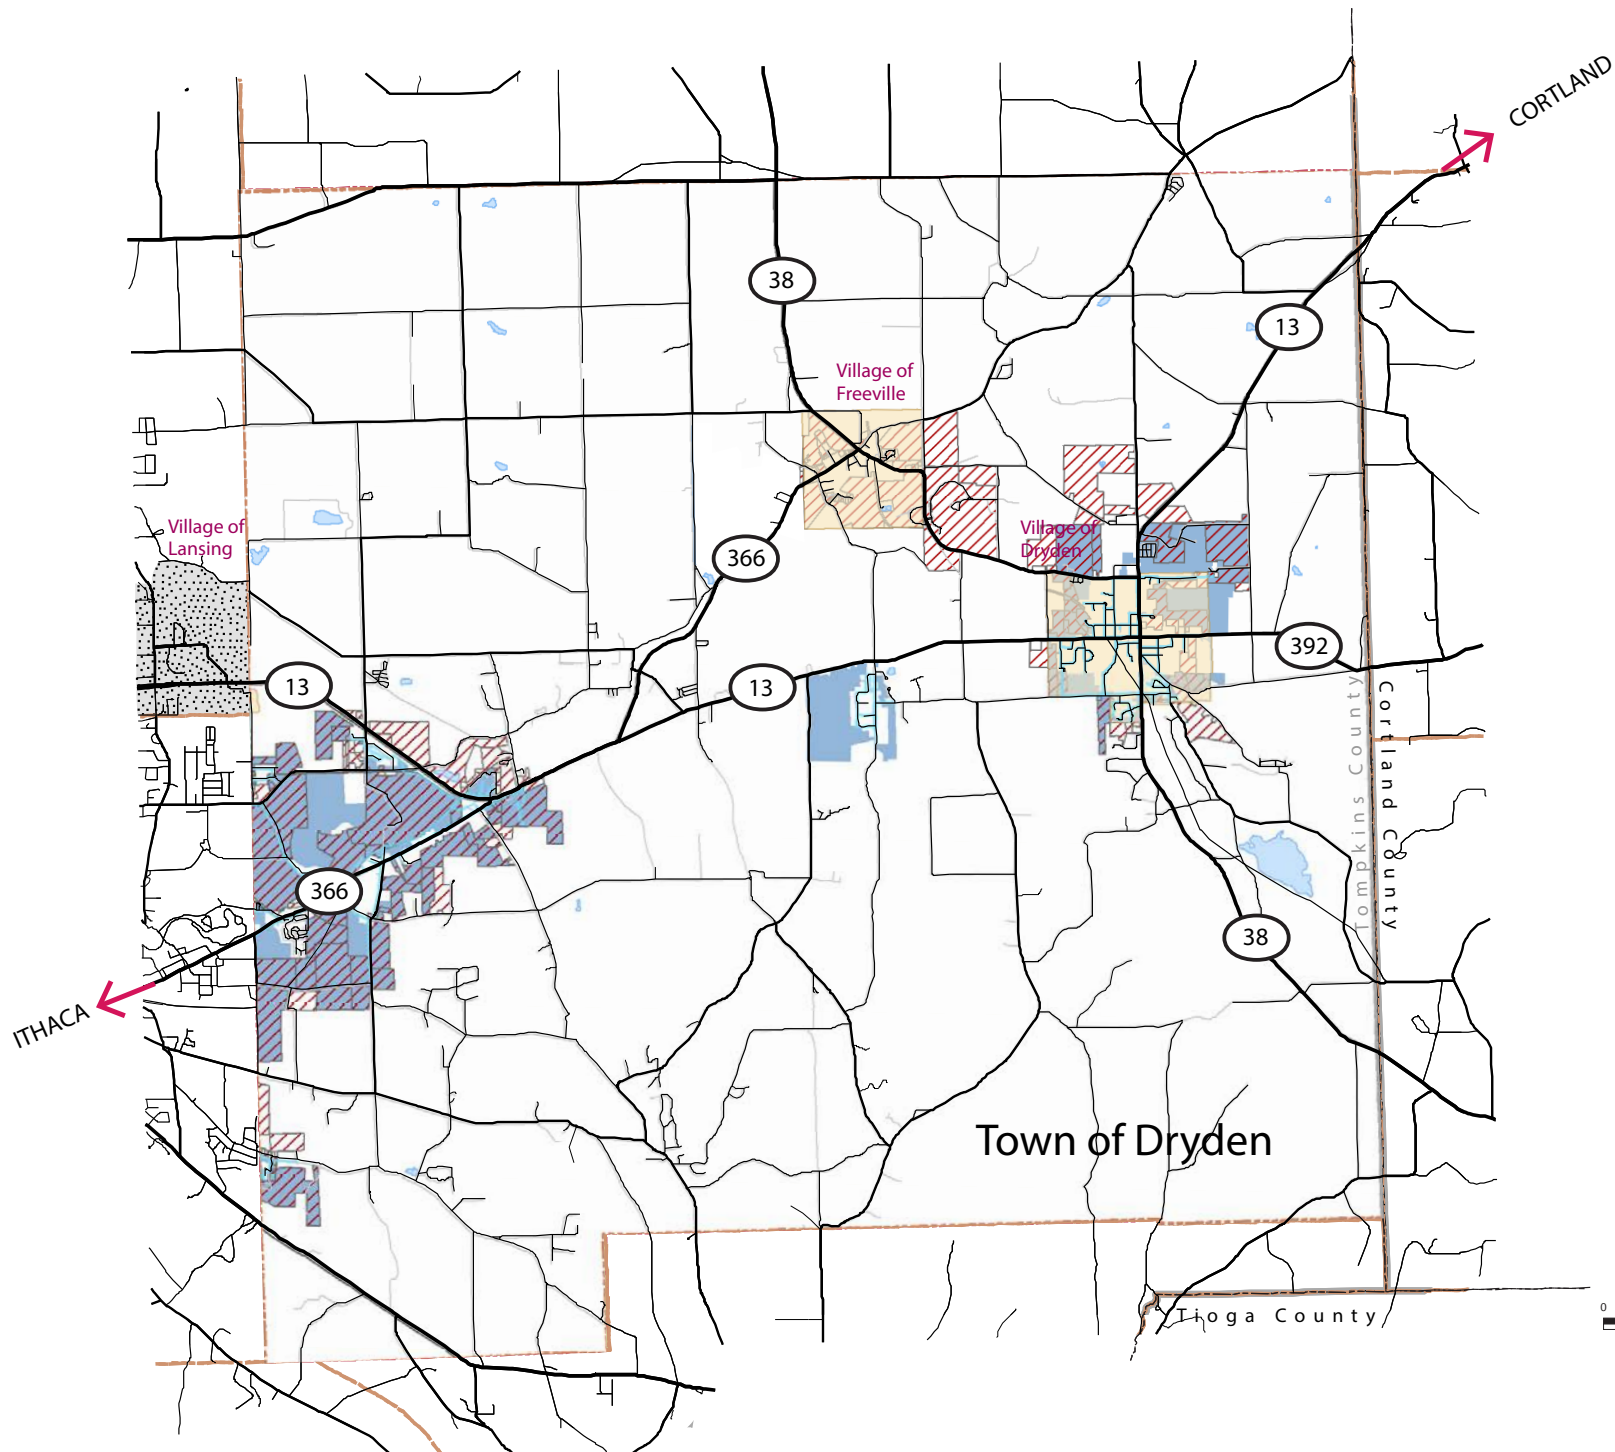 CORTLAND
38
13
Village of
Freeville
Village of
Lansing
Village of
Dryden
366
392
13
13
Tompkins County
Cortland County
366
38
ITHACA
Town of Dryden
Tioga County
0